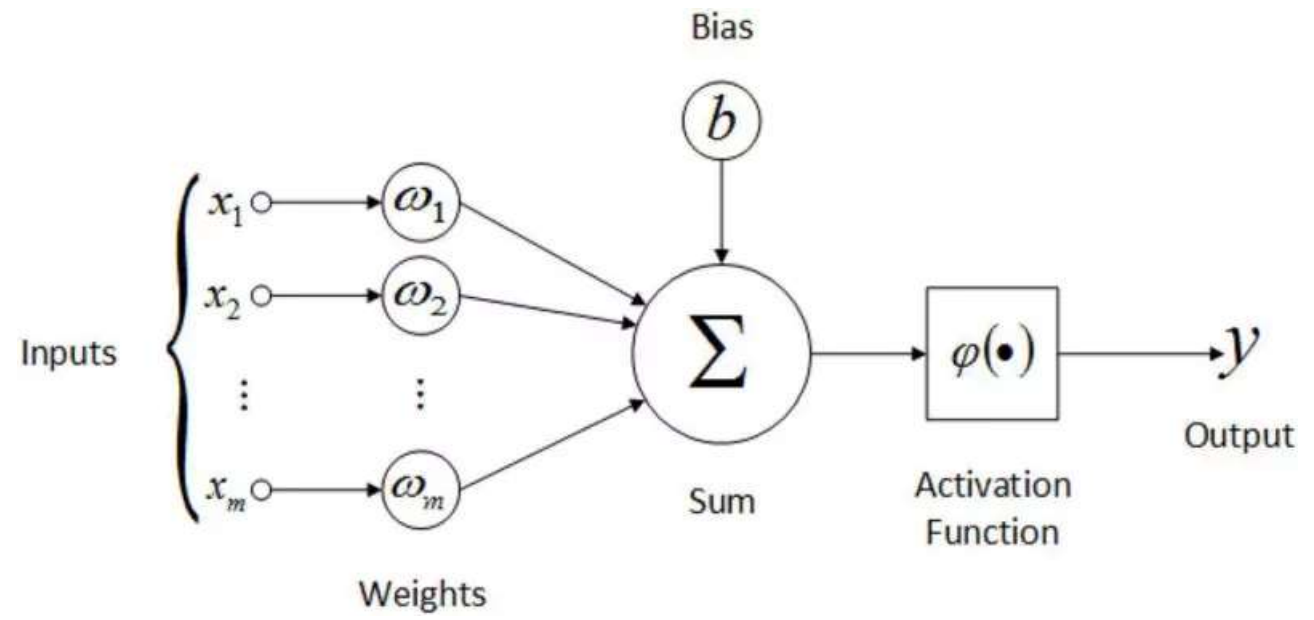 Bias
b
x₁ ω₁
x₂ ω₂
Inputs
Σ
φ(•)
y
⋮ ⋮
Output
xₘ ωₘ
Sum
Activation
Function
Weights